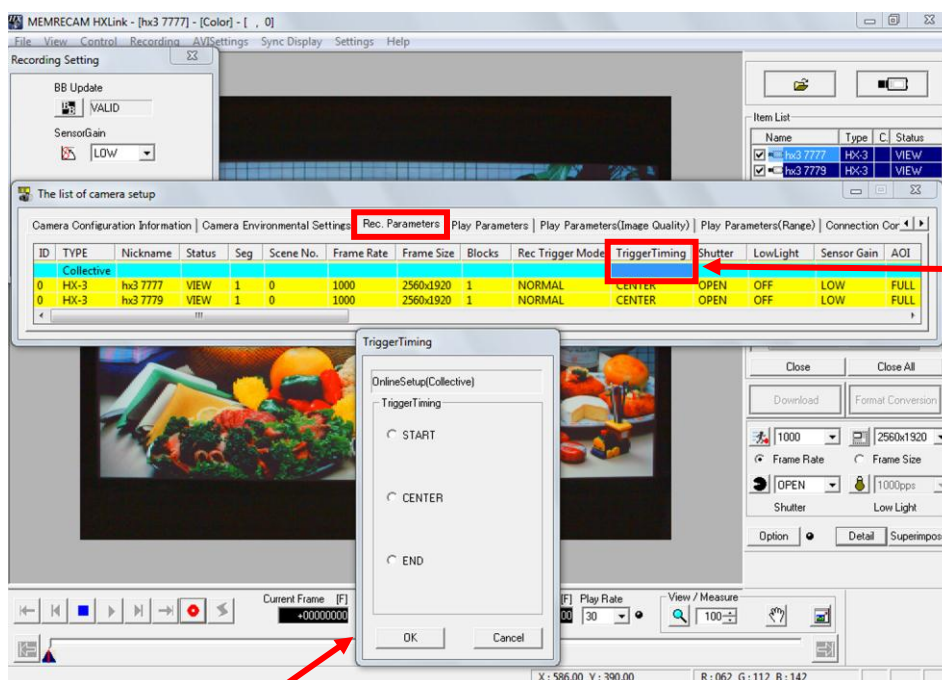 MEMRECAM HXLink - [hx3 7777] - [Color] - [ , 0]
File View Control Recording AVISettings Sync Display Settings Help
Recording Setting
BB Update
VALID
SensorGain
LOW
Item List
Name Type C. Status
hx3 7777 HX-3 VIEW
hx3 7779 HX-3 VIEW
The list of camera setup
Camera Configuration Information Camera Environmental Settings Rec. Parameters Play Parameters Play Parameters(Image Quality) Play Parameters(Range) Connection Cor
ID TYPE Nickname Status Seg Scene No. Frame Rate Frame Size Blocks Rec Trigger Mode TriggerTiming Shutter LowLight Sensor Gain AOI
Collective
0 HX-3 hx3 7777 VIEW 1 0 1000 2560x1920 1 NORMAL CENTER OPEN OFF LOW FULL
0 HX-3 hx3 7779 VIEW 1 0 1000 2560x1920 1 NORMAL CENTER OPEN OFF LOW FULL
TriggerTiming
OnlineSetup(Collective)
TriggerTiming
START
CENTER
END
OK Cancel
Close Close All
Download Format Conversion
1000 2560x1920
Frame Rate Frame Size
OPEN 1000pps
Shutter Low Light
Option Detail Superimpos
Current Frame [F]
+00000000
[F] Play Rate
00 30
View / Measure
100
X : 586.00 Y : 390.00 R : 062 G : 112 B : 142